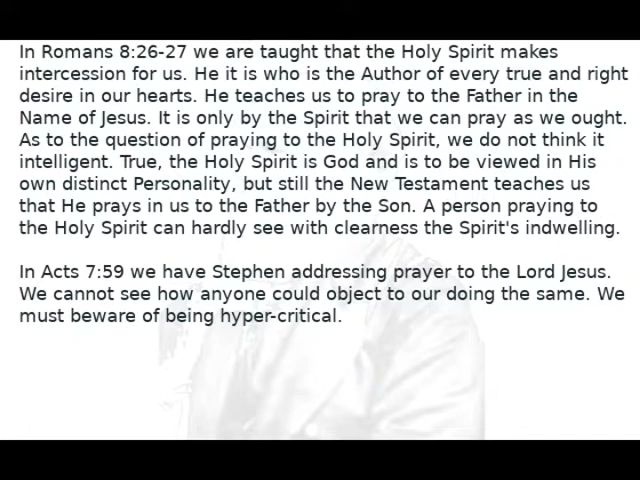 In Romans 8:26-27 we are taught that the Holy Spirit makes
intercession for us. He it is who is the Author of every true and right
desire in our hearts. He teaches us to pray to the Father in the
Name of Jesus. It is only by the Spirit that we can pray as we ought.
As to the question of praying to the Holy Spirit, we do not think it
intelligent. True, the Holy Spirit is God and is to be viewed in His
own distinct Personality, but still the New Testament teaches us
that He prays in us to the Father by the Son. A person praying to
the Holy Spirit can hardly see with clearness the Spirit's indwelling.
In Acts 7:59 we have Stephen addressing prayer to the Lord Jesus.
We cannot see how anyone could object to our doing the same. We
must beware of being hyper-critical.